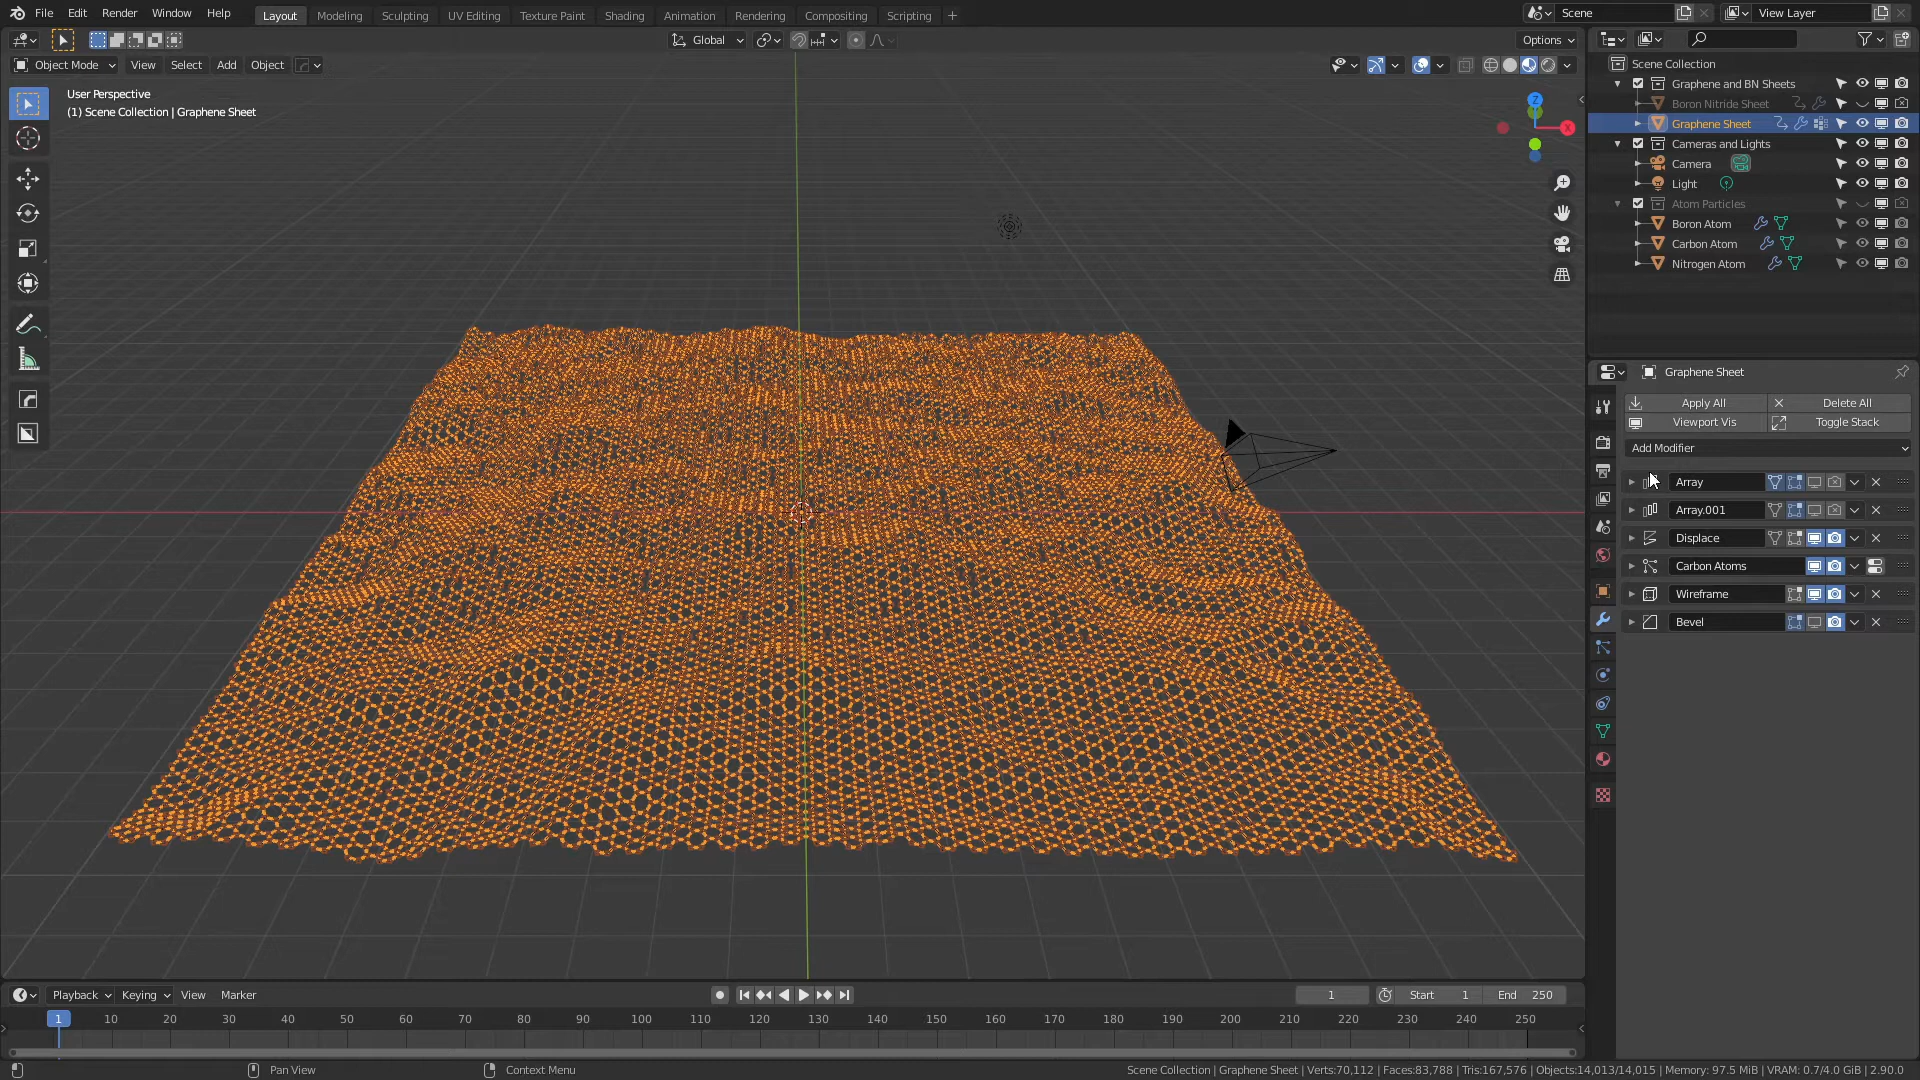 File Edit Render Window Help Layout Modeling Sculpting UV Editing Texture Paint Shading Animation Rendering Compositing Scripting + Scene View Layer
Global Options
Object Mode View Select Add Object
User Perspective
(1) Scene Collection | Graphene Sheet
Z
X
Scene Collection
Graphene and BN Sheets
Boron Nitride Sheet
Graphene Sheet
Cameras and Lights
Camera
Light
Atom Particles
Boron Atom
Carbon Atom
Nitrogen Atom
Graphene Sheet
Apply All Delete All
Viewport Vis Toggle Stack
Add Modifier
Array
Array.001
Displace
Carbon Atoms
Wireframe
Bevel
Playback Keying View Marker 1 Start 1 End 250
1 10 20 30 40 50 60 70 80 90 100 110 120 130 140 150 160 170 180 190 200 210 220 230 240 250
Pan View Context Menu Scene Collection | Graphene Sheet | Verts:70,112 | Faces:83,788 | Tris:167,576 | Objects:14,013/14,015 | Memory: 97.5 MiB | VRAM: 0.7/4.0 GiB | 2.90.0